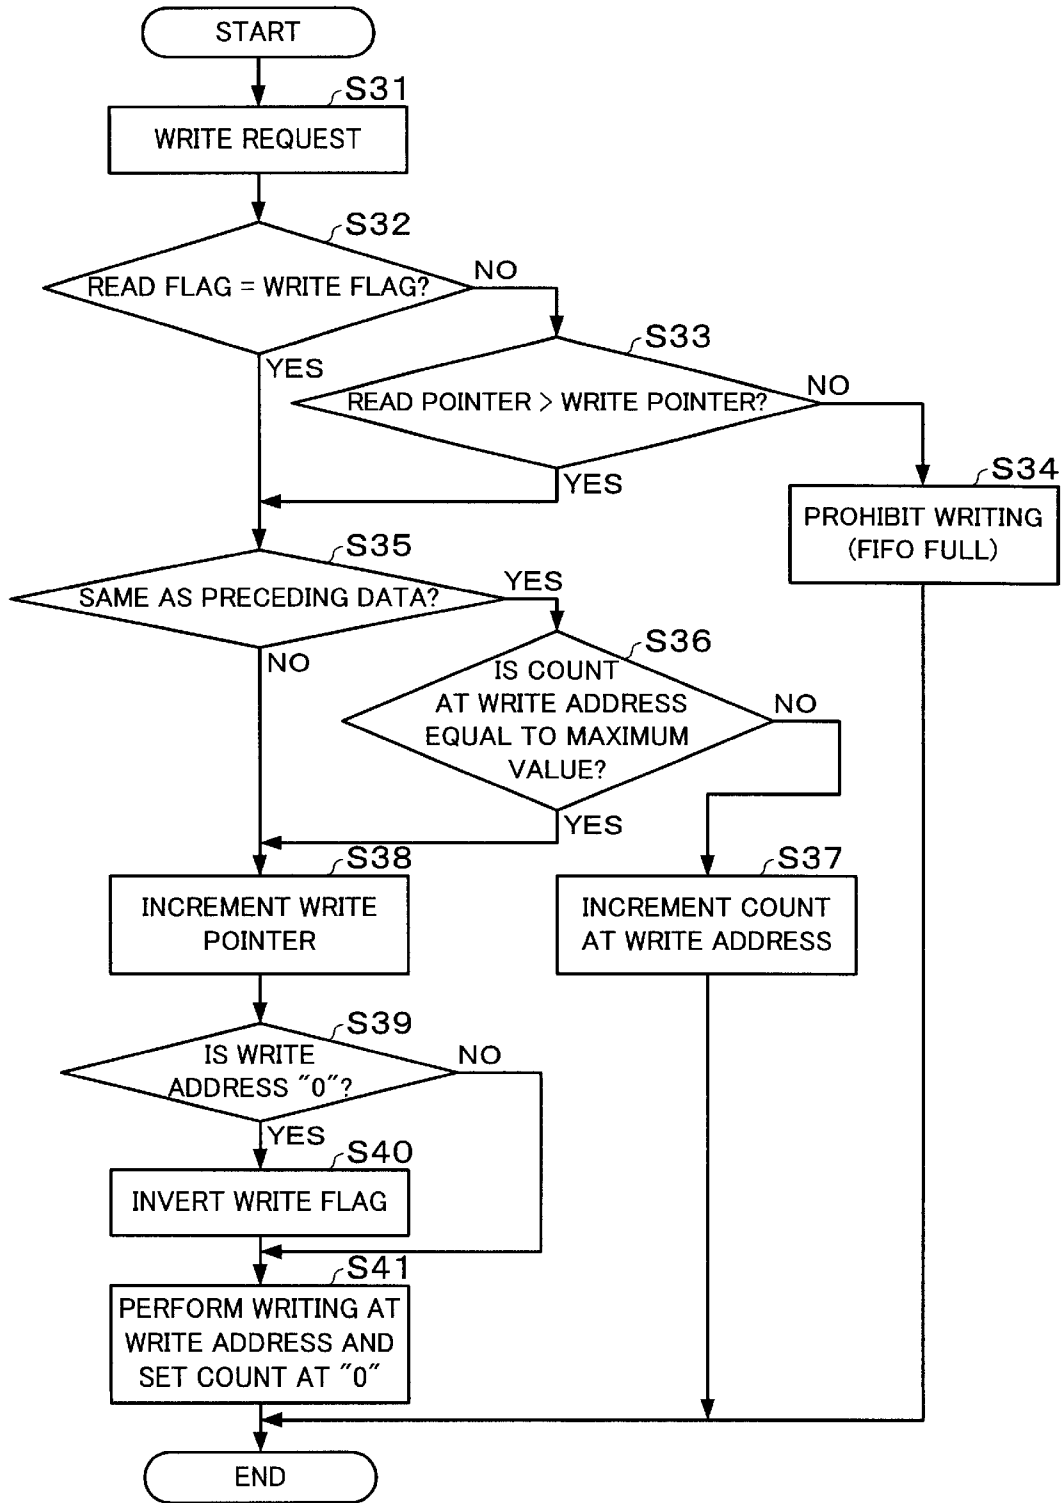 START
S31
WRITE REQUEST
S32
READ FLAG = WRITE FLAG?
NO
YES
S33
READ POINTER > WRITE POINTER?
NO
YES
S34
PROHIBIT WRITING
(FIFO FULL)
S35
SAME AS PRECEDING DATA?
YES
NO
S36
IS COUNT
AT WRITE ADDRESS
EQUAL TO MAXIMUM
VALUE?
NO
YES
S37
INCREMENT COUNT
AT WRITE ADDRESS
S38
INCREMENT WRITE
POINTER
S39
IS WRITE
ADDRESS "0"?
NO
YES
S40
INVERT WRITE FLAG
S41
PERFORM WRITING AT
WRITE ADDRESS AND
SET COUNT AT "0"
END